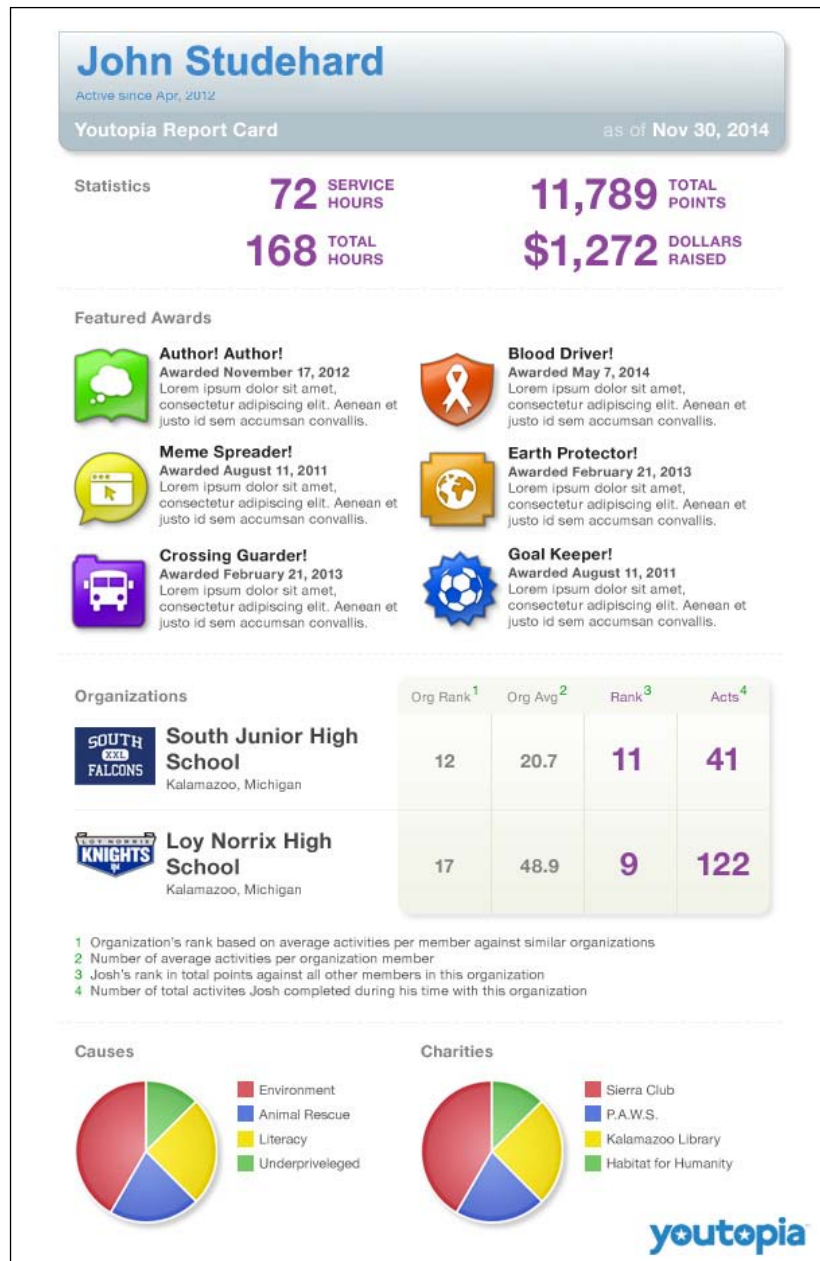 John Studehard
Active since Apr, 2012
Youtopia Report Card
as of Nov 30, 2014
Statistics
72 SERVICE HOURS
11,789 TOTAL POINTS
168 TOTAL HOURS
$1,272 DOLLARS RAISED
Featured Awards
Author! Author!
Awarded November 17, 2012
Lorem ipsum dolor sit amet,
consectetur adipiscing elit. Aenean et
justo id sem accumsan convallis.
Blood Driver!
Awarded May 7, 2014
Lorem ipsum dolor sit amet,
consectetur adipiscing elit. Aenean et
justo id sem accumsan convallis.
Meme Spreader!
Awarded August 11, 2011
Lorem ipsum dolor sit amet,
consectetur adipiscing elit. Aenean et
justo id sem accumsan convallis.
Earth Protector!
Awarded February 21, 2013
Lorem ipsum dolor sit amet,
consectetur adipiscing elit. Aenean et
justo id sem accumsan convallis.
Crossing Guarder!
Awarded February 21, 2013
Lorem ipsum dolor sit amet,
consectetur adipiscing elit. Aenean et
justo id sem accumsan convallis.
Goal Keeper!
Awarded August 11, 2011
Lorem ipsum dolor sit amet,
consectetur adipiscing elit. Aenean et
justo id sem accumsan convallis.
Organizations
Org Rank1 Org Avg2 Rank3 Acts4
SOUTH
XXL
FALCONS
South Junior High
School
Kalamazoo, Michigan
12 20.7 11 41
LOY NORRIX
KNIGHTS
Loy Norrix High
School
Kalamazoo, Michigan
17 48.9 9 122
1 Organization's rank based on average activities per member against similar organizations
2 Number of average activities per organization member
3 Josh's rank in total points against all other members in this organization
4 Number of total activites Josh completed during his time with this organization
Causes
Environment
Animal Rescue
Literacy
Underpriveleged
Charities
Sierra Club
P.A.W.S.
Kalamazoo Library
Habitat for Humanity
youtopia